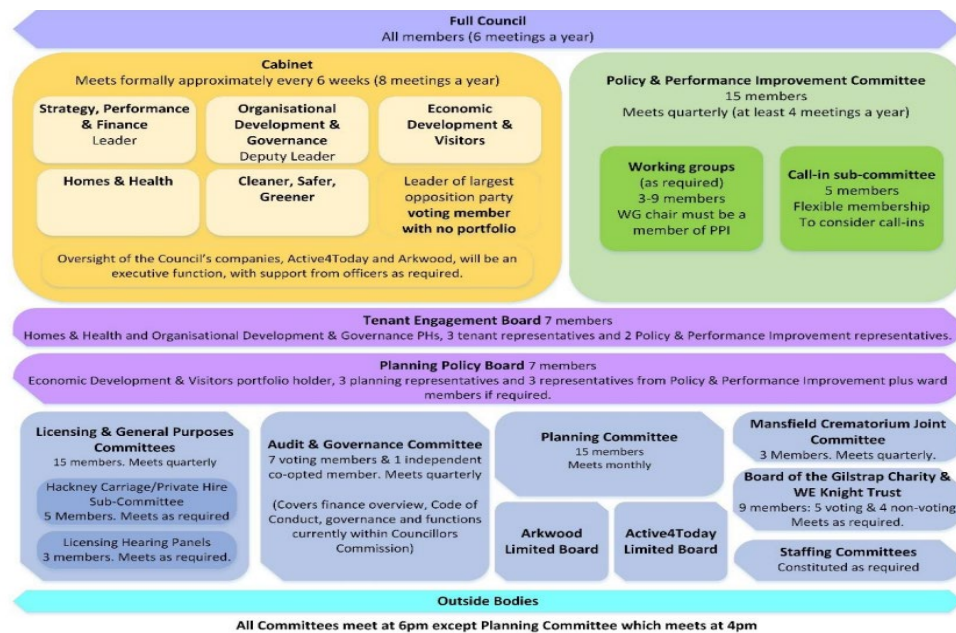 Full Council
All members (6 meetings a year)
Cabinet
Meets formally approximately every 6 weeks (8 meetings a year)
Strategy, Performance
& Finance
Leader
Organisational
Development &
Governance
Deputy Leader
Economic
Development &
Visitors
Homes & Health
Cleaner, Safer,
Greener
Leader of largest
opposition party
voting member
with no portfolio
Oversight of the Council's companies, Active4Today and Arkwood, will be an
executive function, with support from officers as required.
Policy & Performance Improvement Committee
15 members
Meets quarterly (at least 4 meetings a year)
Working groups
(as required)
3-9 members
WG chair must be a
member of PPI
Call-in sub-committee
5 members
Flexible membership
To consider call-ins
Tenant Engagement Board 7 members
Homes & Health and Organisational Development & Governance PHs, 3 tenant representatives and 2 Policy & Performance Improvement representatives.
Planning Policy Board 7 members
Economic Development & Visitors portfolio holder, 3 planning representatives and 3 representatives from Policy & Performance Improvement plus ward
members if required.
Licensing & General Purposes
Committees
15 members. Meets quarterly
Hackney Carriage/Private Hire
Sub-Committee
5 Members. Meets as required
Licensing Hearing Panels
3 members. Meets as required.
Audit & Governance Committee
7 voting members & 1 independent
co-opted member. Meets quarterly
(Covers finance overview, Code of
Conduct, governance and functions
currently within Councillors
Commission)
Planning Committee
15 members
Meets monthly
Arkwood
Limited Board
Active4Today
Limited Board
Mansfield Crematorium Joint
Committee
3 Members. Meets quarterly.
Board of the Gilstrap Charity &
WE Knight Trust
9 members: 5 voting & 4 non-voting
Meets as required.
Staffing Committees
Constituted as required
Outside Bodies
All Committees meet at 6pm except Planning Committee which meets at 4pm